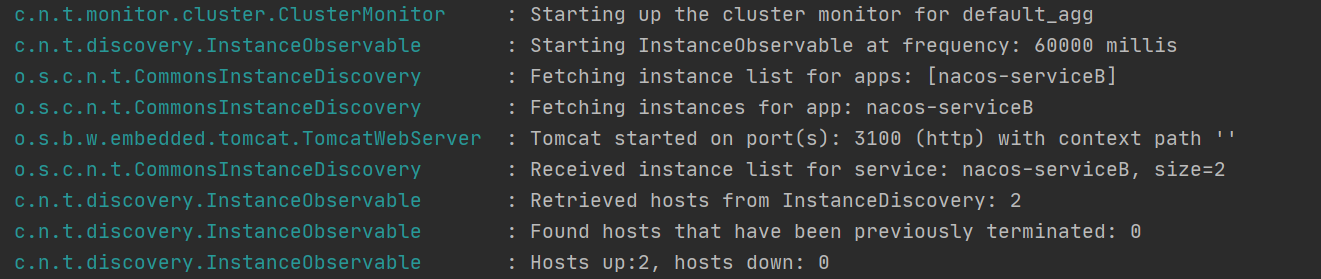 c.n.t.monitor.cluster.ClusterMonitor : Starting up the cluster monitor for default_agg
c.n.t.discovery.InstanceObservable : Starting InstanceObservable at frequency: 60000 millis
o.s.c.n.t.CommonsInstanceDiscovery : Fetching instance list for apps: [nacos-serviceB]
o.s.c.n.t.CommonsInstanceDiscovery : Fetching instances for app: nacos-serviceB
o.s.b.w.embedded.tomcat.TomcatWebServer : Tomcat started on port(s): 3100 (http) with context path ''
o.s.c.n.t.CommonsInstanceDiscovery : Received instance list for service: nacos-serviceB, size=2
c.n.t.discovery.InstanceObservable : Retrieved hosts from InstanceDiscovery: 2
c.n.t.discovery.InstanceObservable : Found hosts that have been previously terminated: 0
c.n.t.discovery.InstanceObservable : Hosts up:2, hosts down: 0